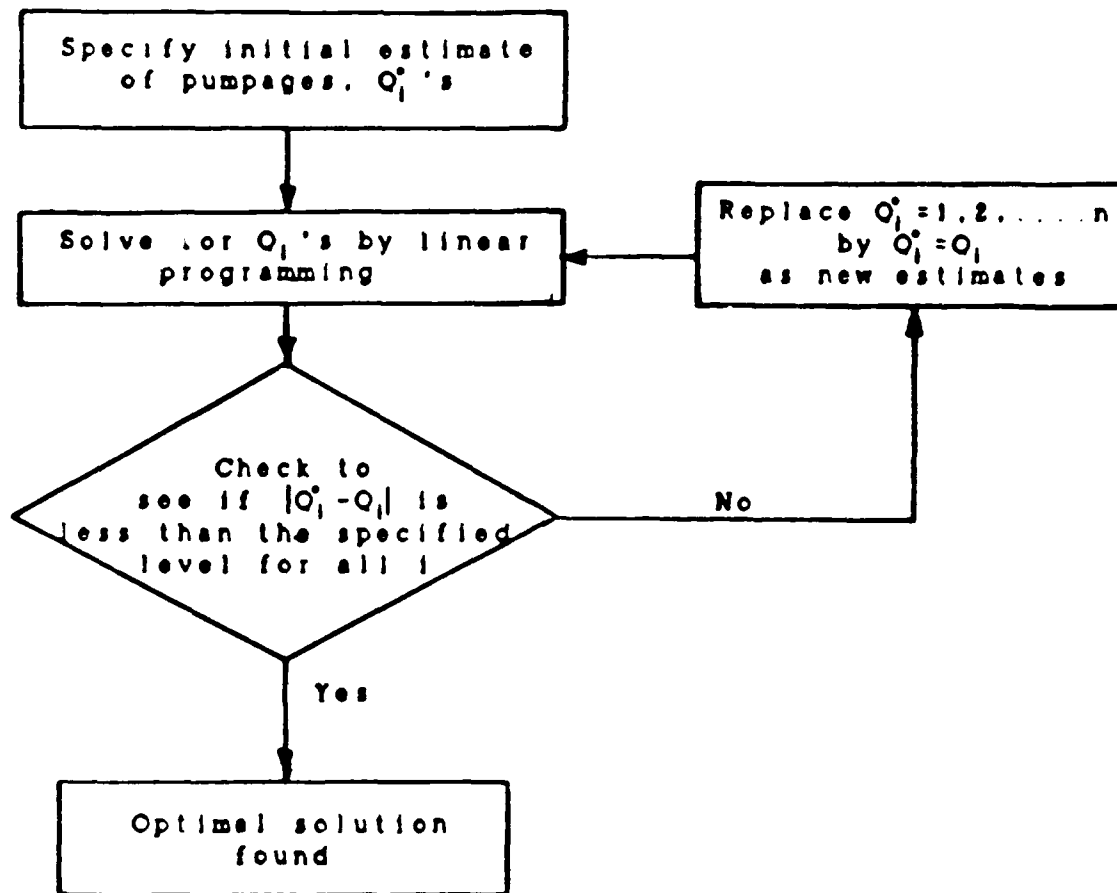 Specify initial estimate
of pumpages. Q°i 's
Solve for Qi's by linear
programming
Replace Q°i =1,2,.....n
by Q°i =Qi
as new estimates
Check to
see if |Q°i -Qi| is
less than the specified
level for all i
No
Yes
Optimal solution
found